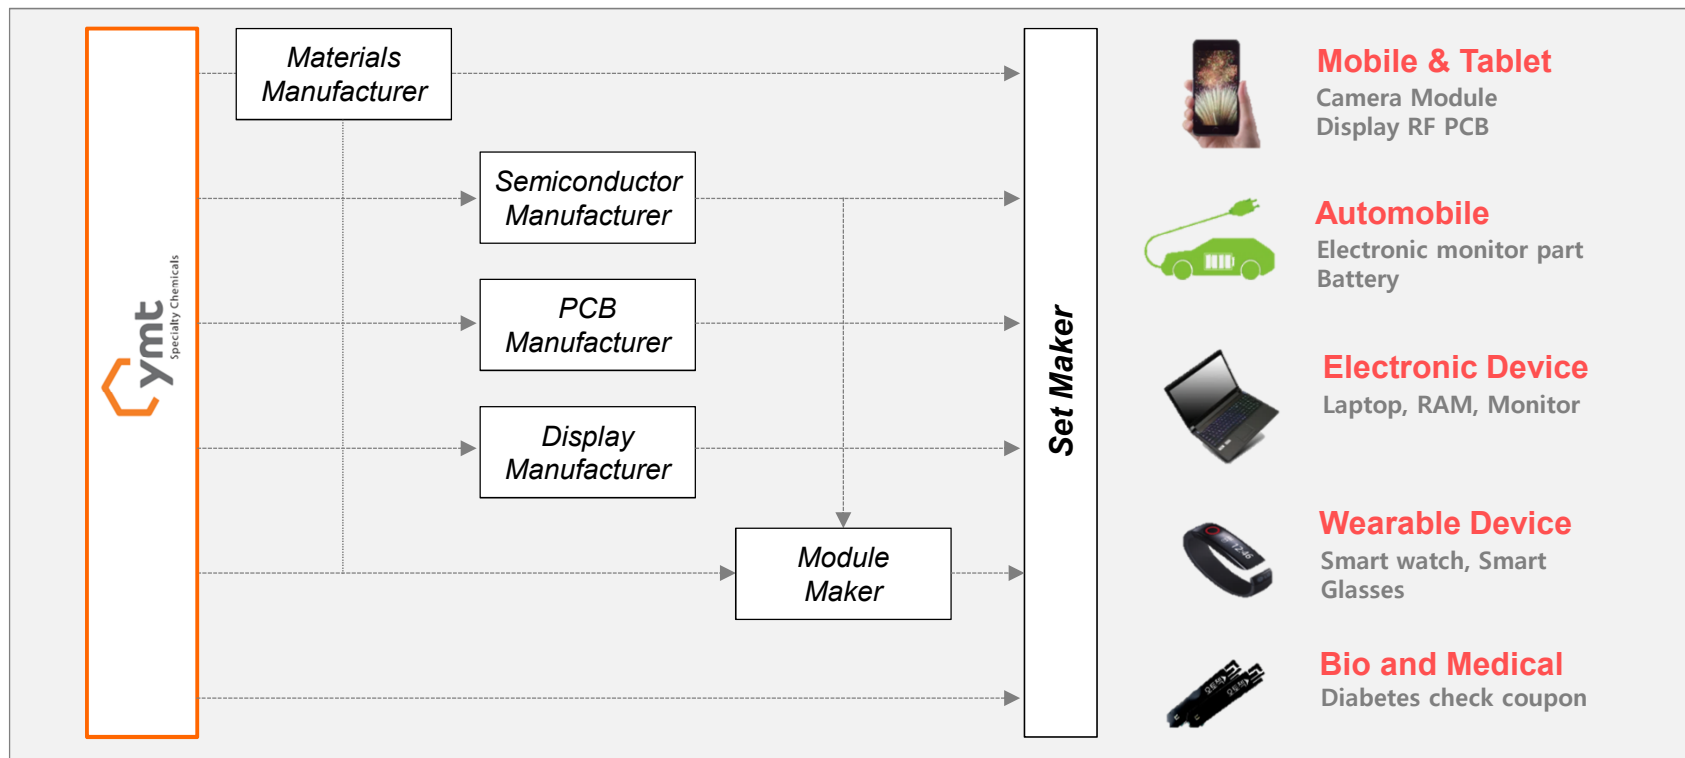 ymt
Specialty Chemicals
Materials
Manufacturer
Semiconductor
Manufacturer
PCB
Manufacturer
Display
Manufacturer
Module
Maker
Set Maker
Mobile & Tablet
Camera Module
Display RF PCB
Automobile
Electronic monitor part
Battery
Electronic Device
Laptop, RAM, Monitor
Wearable Device
Smart watch, Smart
Glasses
12:46
Bio and Medical
Diabetes check coupon